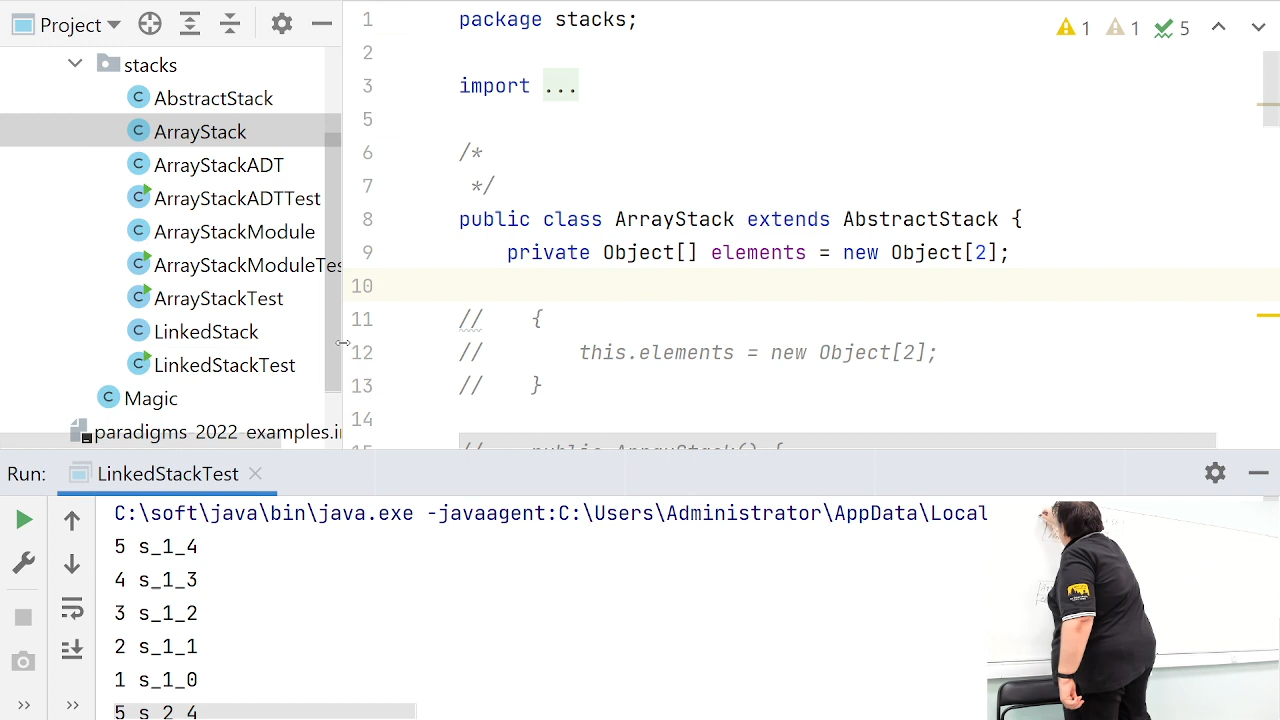 Project
stacks
AbstractStack
ArrayStack
ArrayStackADT
ArrayStackADTTest
ArrayStackModule
ArrayStackModuleTes
ArrayStackTest
LinkedStack
LinkedStackTest
Magic
paradigms-2022-examples.i
1 package stacks;
2
3 import ...
5
6 /*
7 */
8 public class ArrayStack extends AbstractStack {
9 private Object[] elements = new Object[2];
10
11 // {
12 // this.elements = new Object[2];
13 // }
14
15 // public ArrayStack() {
1 1 5
Run: LinkedStackTest
C:\soft\java\bin\java.exe -javaagent:C:\Users\Administrator\AppData\Local
5 s_1_4
4 s_1_3
3 s_1_2
2 s_1_1
1 s_1_0
5 s_2_4